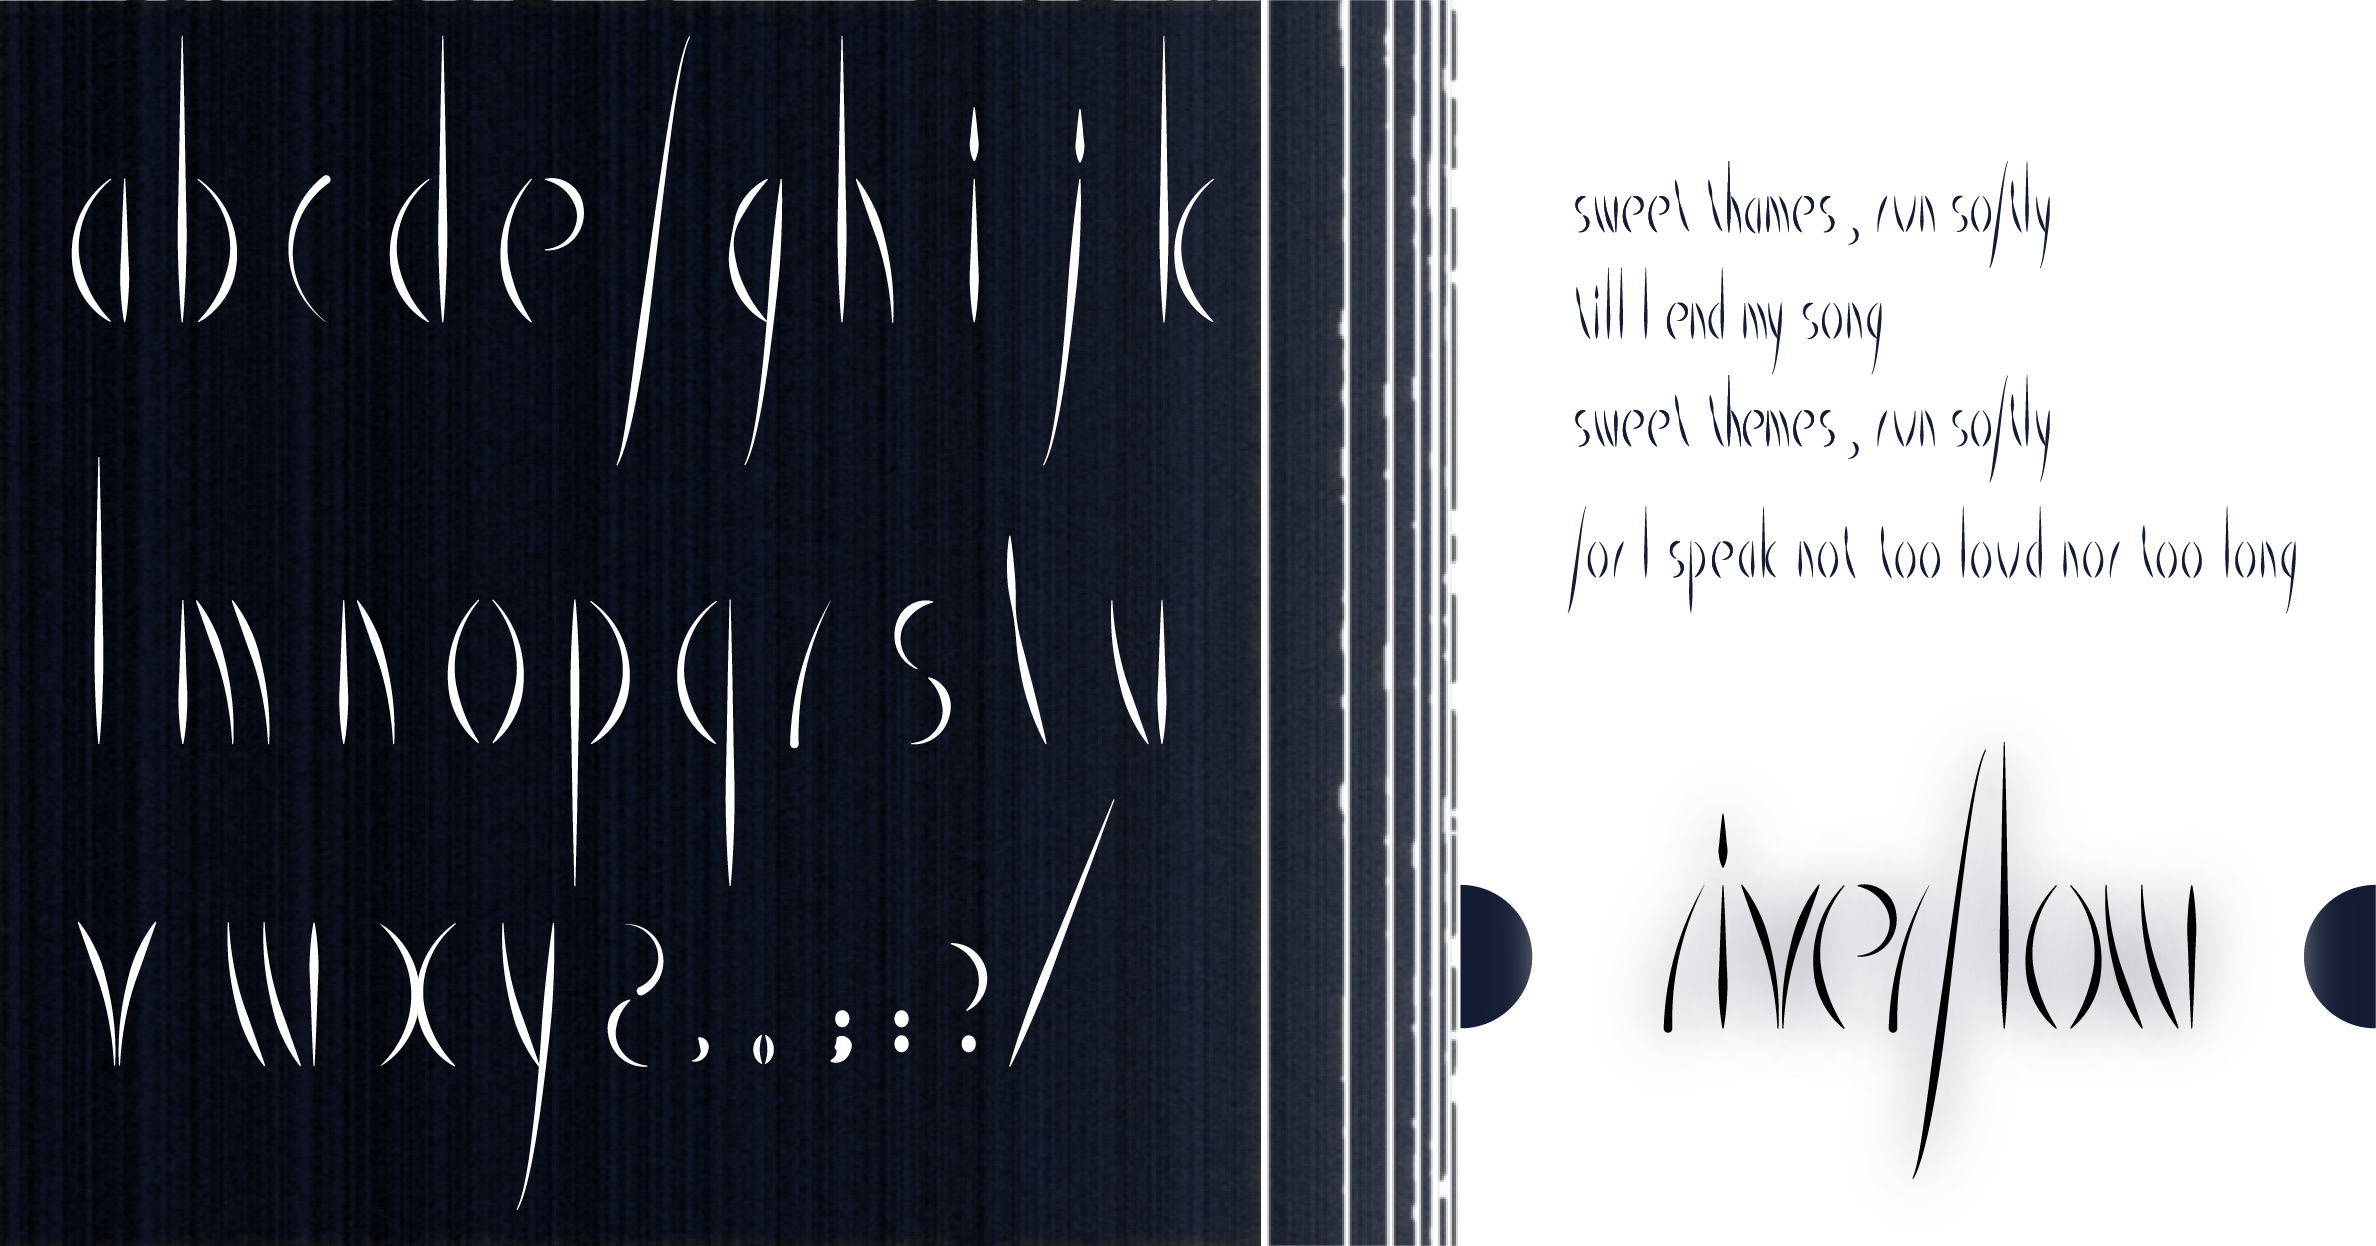 abcdefghijk
lmnopqrstu
vwxyz,.;:?/
sweet thames, run softly
till I end my song
sweet themes, run softly
for I speak not too loud nor too long
riverflow